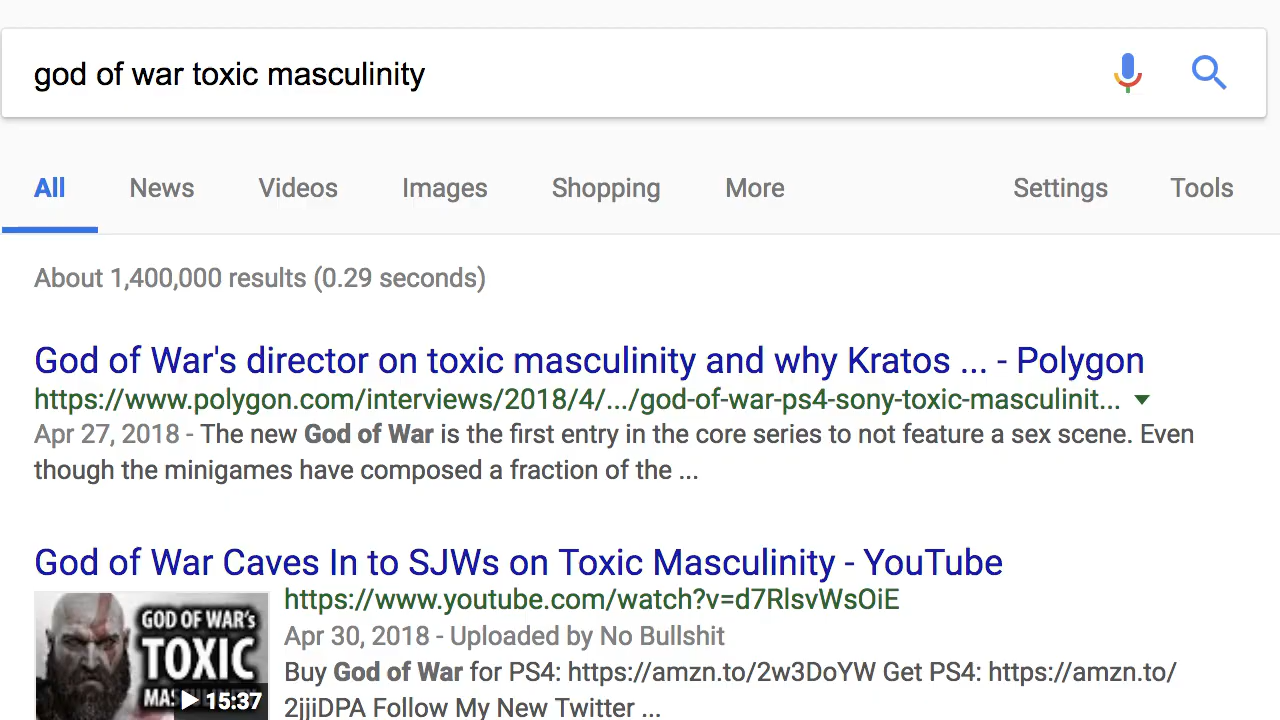 god of war toxic masculinity
All News Videos Images Shopping More Settings Tools
About 1,400,000 results (0.29 seconds)
God of War's director on toxic masculinity and why Kratos ... - Polygon
https://www.polygon.com/interviews/2018/4/.../god-of-war-ps4-sony-toxic-masculinit...
Apr 27, 2018 - The new God of War is the first entry in the core series to not feature a sex scene. Even
though the minigames have composed a fraction of the ...
God of War Caves In to SJWs on Toxic Masculinity - YouTube
https://www.youtube.com/watch?v=d7RlsvWsOiE
Apr 30, 2018 - Uploaded by No Bullshit
Buy God of War for PS4: https://amzn.to/2w3DoYW Get PS4: https://amzn.to/
2jjiDPA Follow My New Twitter ...
GOD OF WAR's
TOXIC
15:37